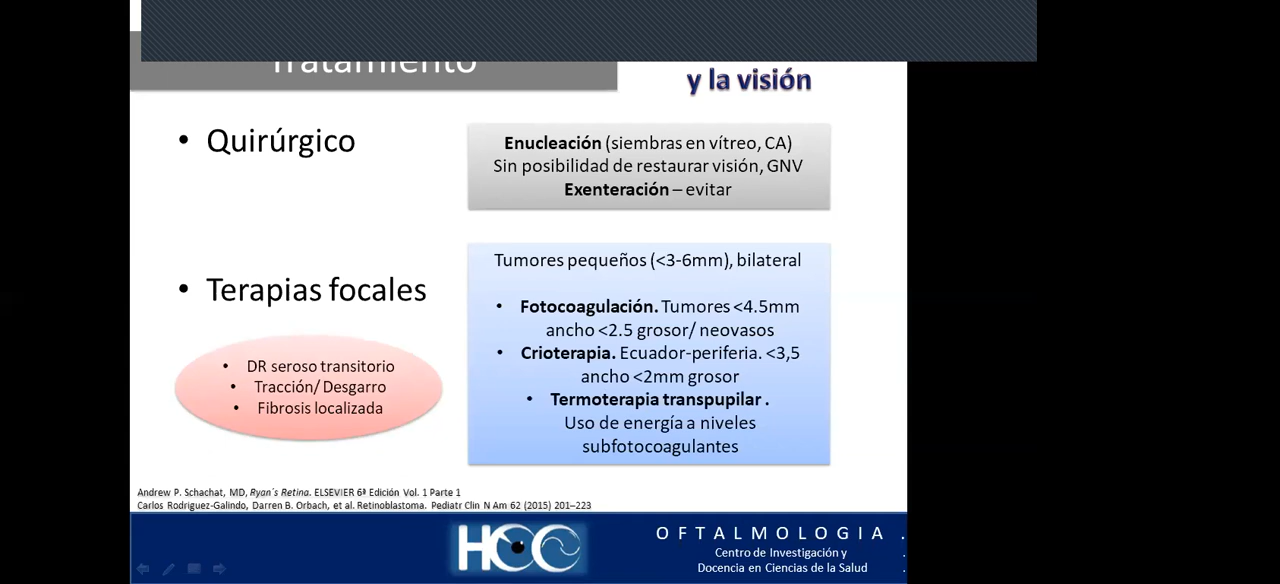 Tratamiento
y la visión
• Quirúrgico
Enucleación (siembras en vítreo, CA)
Sin posibilidad de restaurar visión, GNV
Exenteración – evitar
• Terapias focales
Tumores pequeños (<3-6mm), bilateral
• Fotocoagulación. Tumores <4.5mm
ancho <2.5 grosor/ neovasos
• Crioterapia. Ecuador-periferia. <3,5
ancho <2mm grosor
• Termoterapia transpupilar .
Uso de energía a niveles
subfotocoagulantes
• DR seroso transitorio
• Tracción/ Desgarro
• Fibrosis localizada
Andrew P. Schachat, MD, Ryan´s Retina. ELSEVIER 6ª Edición Vol. 1 Parte 1
Carlos Rodriguez-Galindo, Darren B. Orbach, et al. Retinoblastoma. Pediatr Clin N Am 62 (2015) 201–223
HCC
OFTALMOLOGIA .
Centro de Investigación y .
Docencia en Ciencias de la Salud .